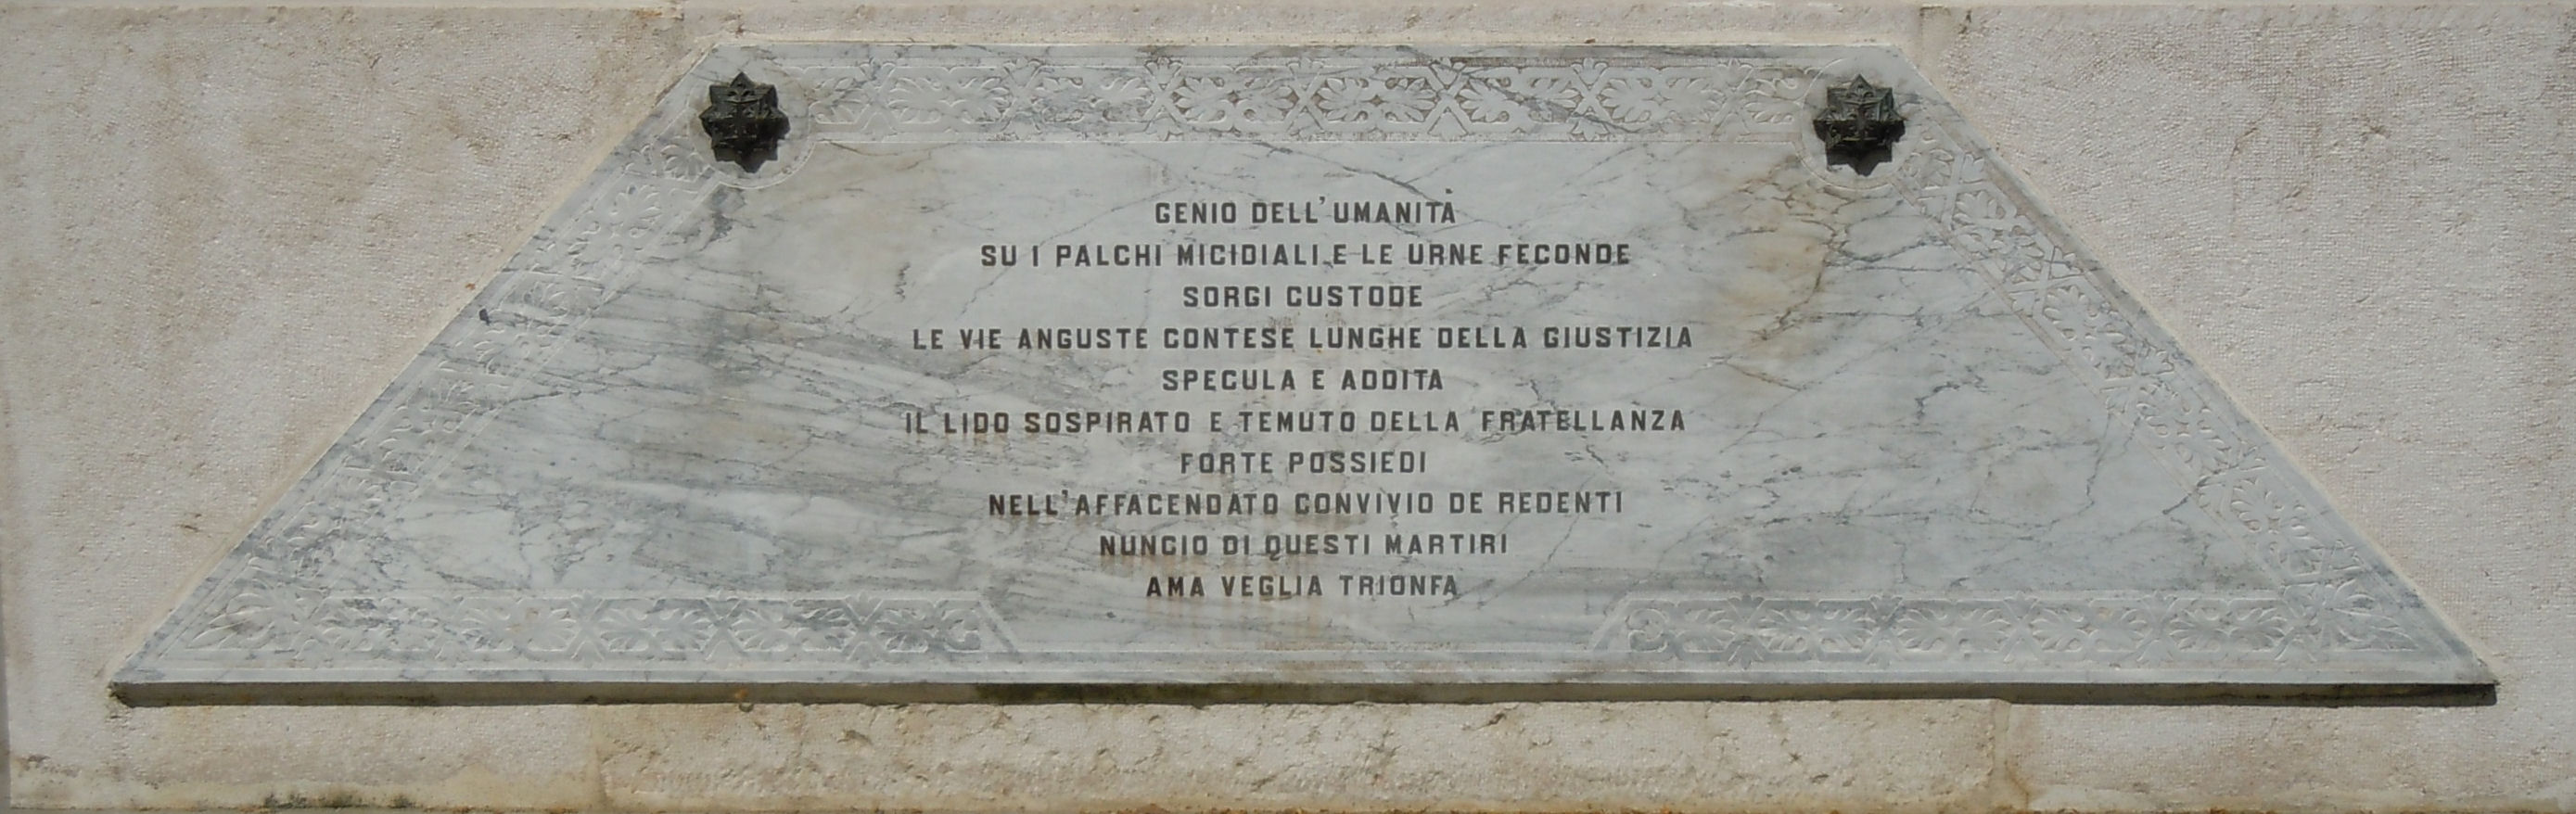 GENIO DELL'UMANITÀ
SU I PALCHI MICIDIALI E LE URNE FECONDE
SORGI CUSTODE
LE VIE ANGUSTE CONTESE LUNGHE DELLA GIUSTIZIA
SPECULA E ADDITA
IL LIDO SOSPIRATO E TEMUTO DELLA FRATELLANZA
FORTE POSSIEDI
NELL'AFFACENDATO CONVIVIO DE REDENTI
NUNCIO DI QUESTI MARTIRI
AMA VEGLIA TRIONFA